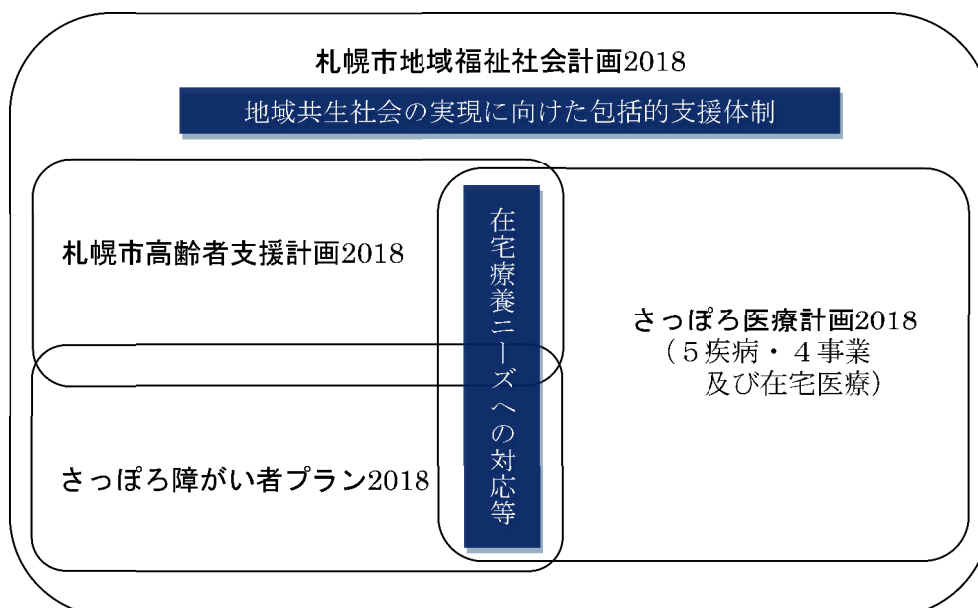 札幌市地域福祉社会計画2018
地域共生社会の実現に向けた包括的支援体制
札幌市高齢者支援計画2018
在宅療養ニーズへの対応等
さっぽろ医療計画2018
（５疾病・４事業
及び在宅医療）
さっぽろ障がい者プラン2018